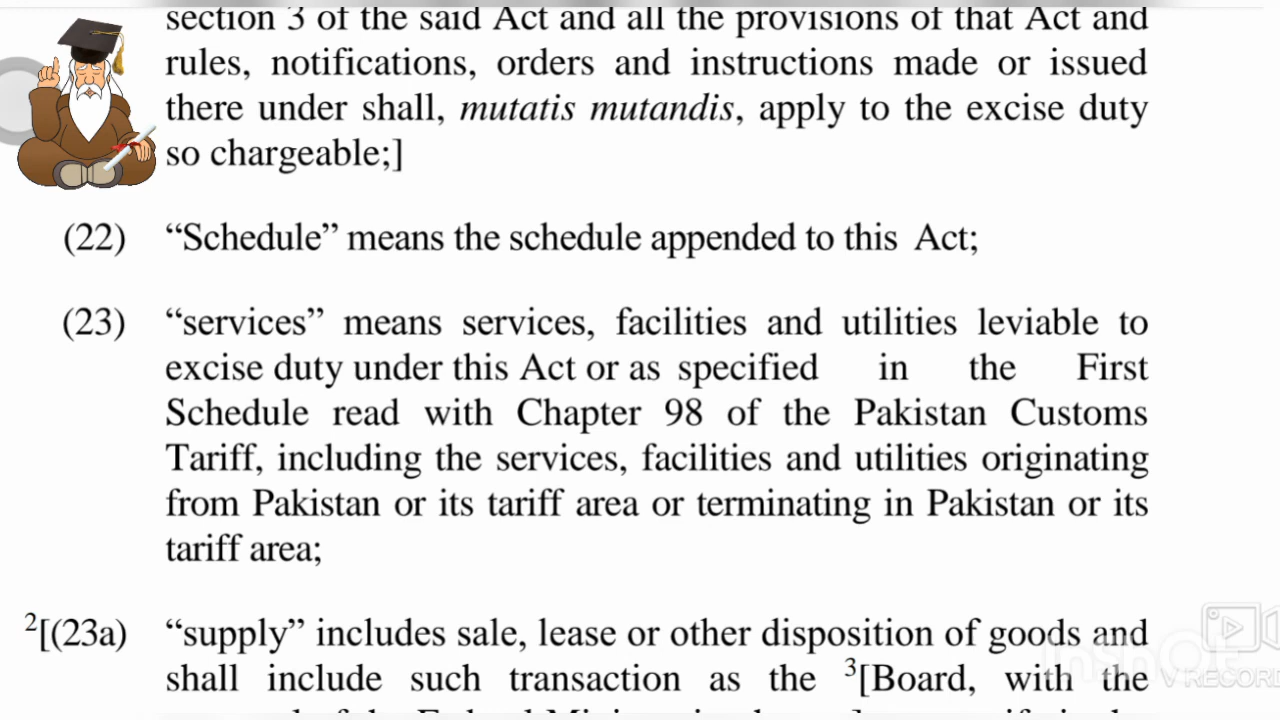 section 3 of the said Act and all the provisions of that Act and
rules, notifications, orders and instructions made or issued
there under shall, mutatis mutandis, apply to the excise duty
so chargeable;]
(22) “Schedule” means the schedule appended to this Act;
(23) “services” means services, facilities and utilities leviable to
excise duty under this Act or as specified in the First
Schedule read with Chapter 98 of the Pakistan Customs
Tariff, including the services, facilities and utilities originating
from Pakistan or its tariff area or terminating in Pakistan or its
tariff area;
2[(23a) “supply” includes sale, lease or other disposition of goods and
shall include such transaction as the 3[Board, with the
InShOt
V RECORD